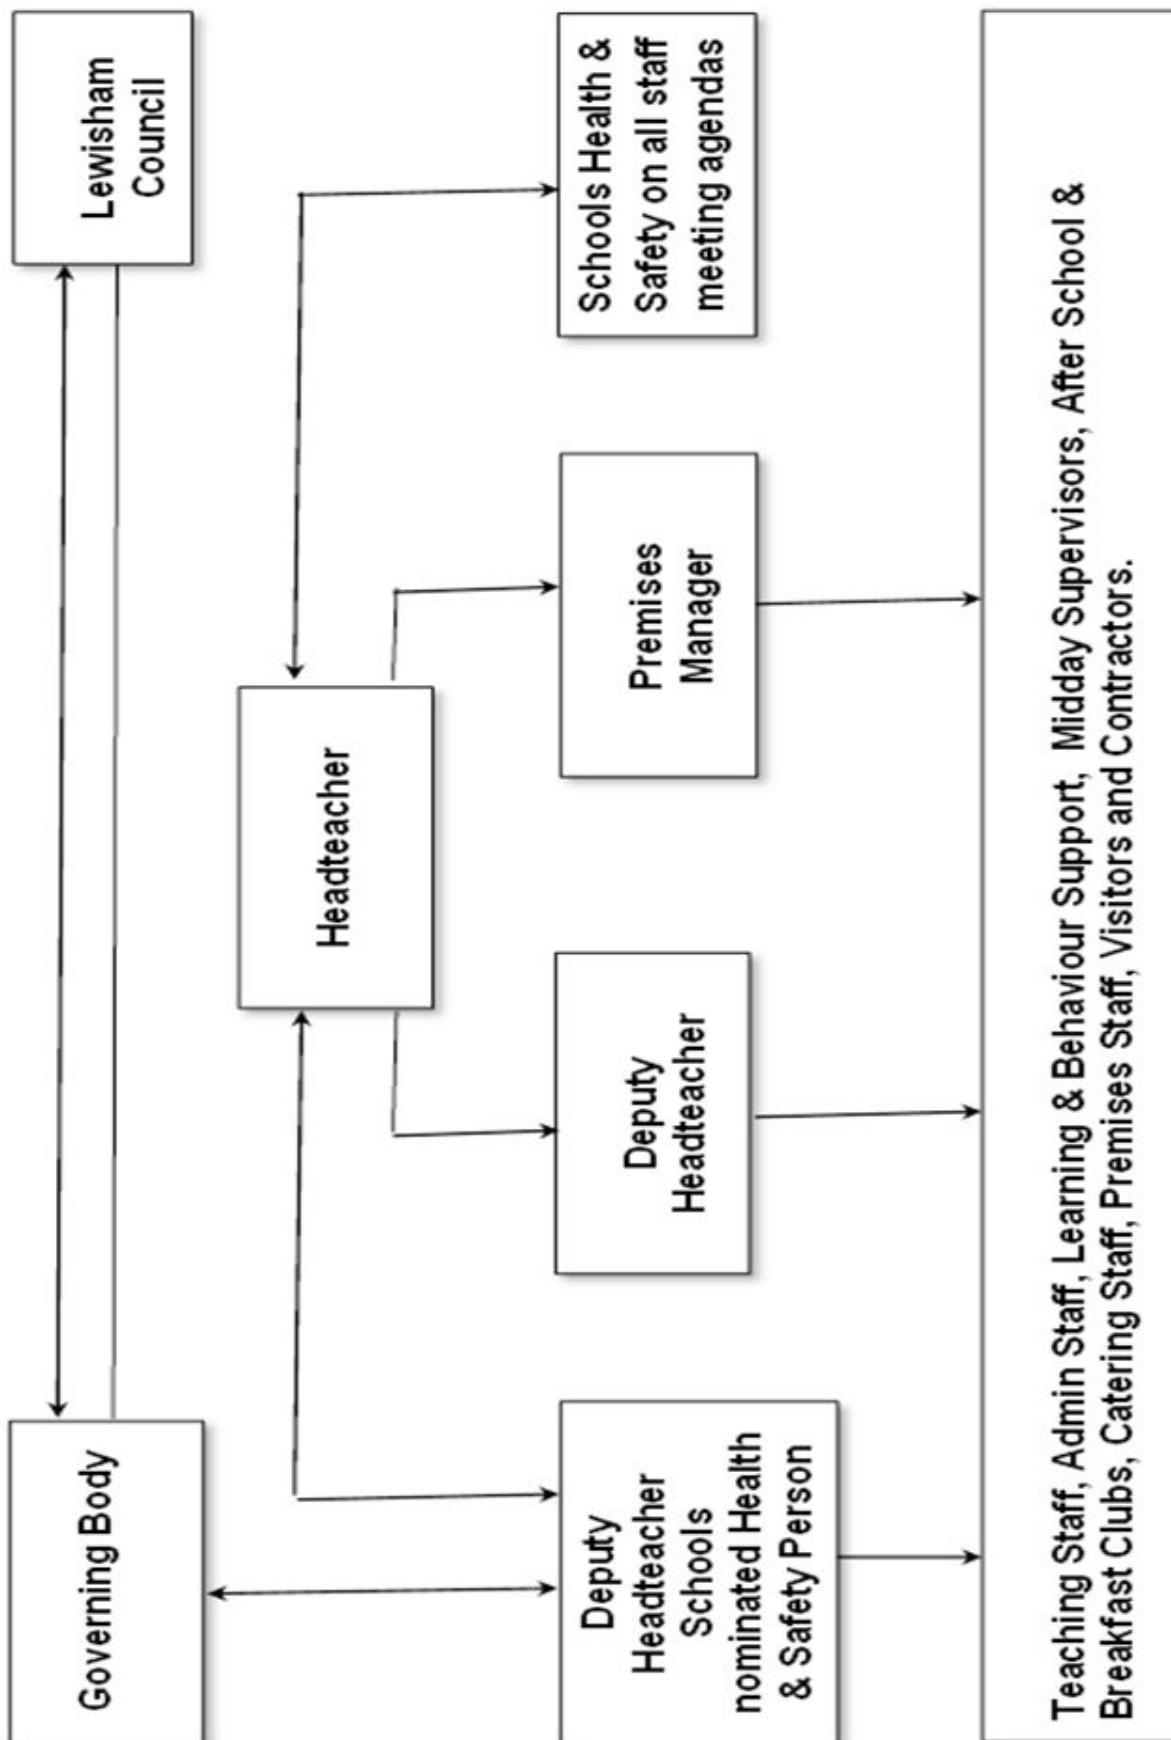 Governing Body
Lewisham
Council
Headteacher
Deputy
Headteacher
Schools
nominated Health
& Safety Person
Deputy
Headteacher
Premises
Manager
Schools Health &
Safety on all staff
meeting agendas
Teaching Staff, Admin Staff, Learning & Behaviour Support, Midday Supervisors, After School &
Breakfast Clubs, Catering Staff, Premises Staff, Visitors and Contractors.